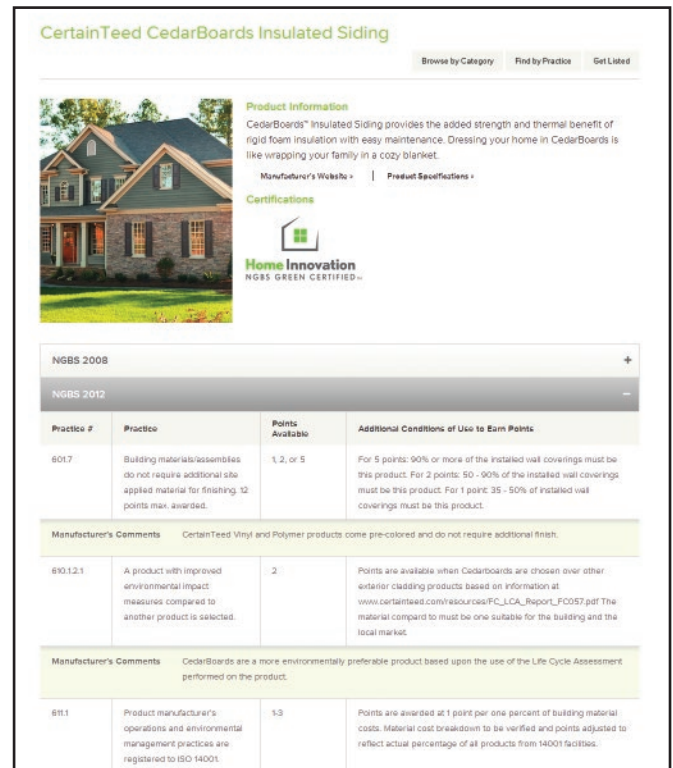 CertainTeed CedarBoards Insulated Siding
Browse by Category Find by Practice Get Listed
Product Information
CedarBoards™ Insulated Siding provides the added strength and thermal benefit of
rigid foam insulation with easy maintenance. Dressing your home in CedarBoards is
like wrapping your family in a cozy blanket.
Manufacturer's Website » | Product Specifications »
Certifications
Home Innovation
NGBS GREEN CERTIFIED™
NGBS 2008 +
NGBS 2012 –
Practice # Practice Points Available Additional Conditions of Use to Earn Points
601.7
Building materials/assemblies
do not require additional site
applied material for finishing. 12
points max. awarded.
1, 2, or 5
For 5 points: 90% or more of the installed wall coverings must be
this product. For 2 points: 50 - 90% of the installed wall coverings
must be this product. For 1 point: 35 - 50% of installed wall
coverings must be this product.
Manufacturer's Comments CertainTeed Vinyl and Polymer products come pre-colored and do not require additional finish.
610.1.2.1
A product with improved
environmental impact
measures compared to
another product is selected.
2
Points are available when Cedarboards are chosen over other
exterior cladding products based on information at
www.certainteed.com/resources/FC_LCA_Report_FC057.pdf The
material compard to must be one suitable for the building and the
local market.
Manufacturer's Comments CedarBoards are a more environmentally preferable product based upon the use of the Life Cycle Assessment
performed on the product.
611.1
Product manufacturer's
operations and environmental
management practices are
registered to ISO 14001.
1-3
Points are awarded at 1 point per one percent of building material
costs. Material cost breakdown to be verified and points adjusted to
reflect actual percentage of all products from 14001 facilities.